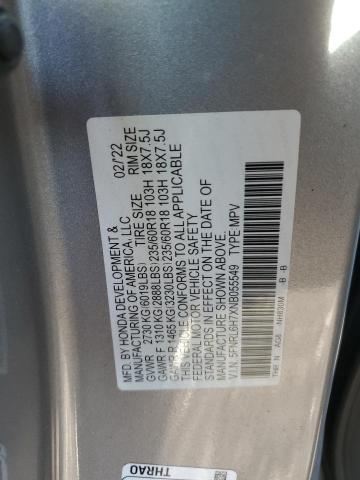 MFD. BY HONDA DEVELOPMENT & 02/'22
MANUFACTURING OF AMERICA, LLC
TIRE SIZE RIM SIZE
GVWR 2730 KG(6019LBS)
GAWR F 1310 KG(2888LBS) 235/60R18 103H 18X7.5J
GAWR R 1465 KG(3230LBS) 235/60R18 103H 18X7.5J
THIS VEHICLE CONFORMS TO ALL APPLICABLE
FEDERAL MOTOR VEHICLE SAFETY
STANDARDS IN EFFECT ON THE DATE OF
MANUFACTURE SHOWN ABOVE.
V.I.N. 5FNRL6H7XNB065549 TYPE MPV
THRA0